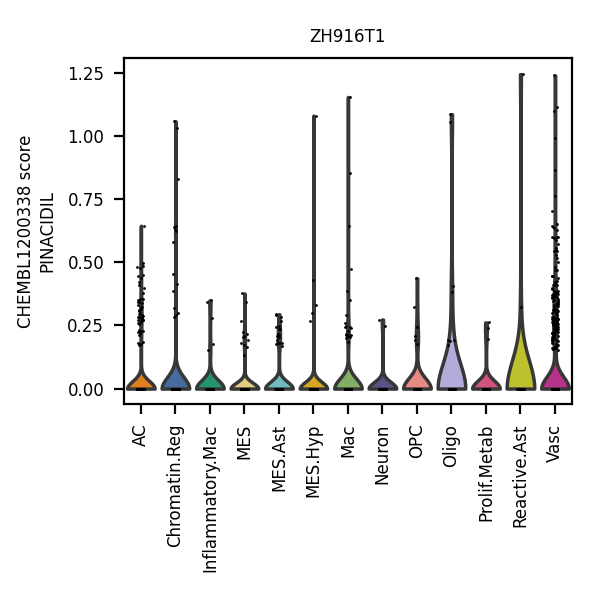 ZH916T1
CHEMBL1200338 score
PINACIDIL
1.25
1.00
0.75
0.50
0.25
0.00
AC
Chromatin.Reg
Inflammatory.Mac
MES
MES.Ast
MES.Hyp
Mac
Neuron
OPC
Oligo
Prolif.Metab
Reactive.Ast
Vasc